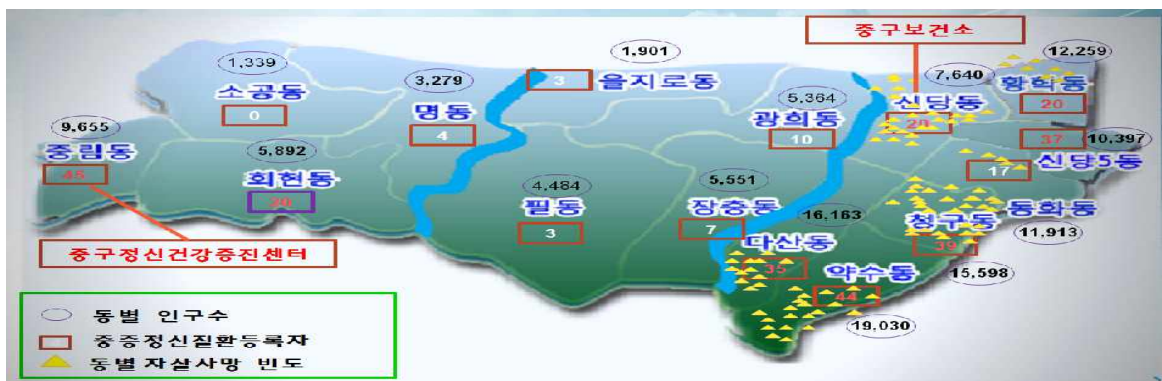 중구보건소
1,901
12,259
1,339
3,279
을지로동
7,640
황학동
소공동
명동
3
5,364
신당동
20
0
4
광희동
9,655
10
37
10,397
중림동
5,892
신당5동
45
회현동
17
4,484
5,551
필동
장충동
16,163
청구동
동화동
3
7
다산동
39
11,913
중구정신건강증진센터
35
약수동
15,598
44
19,030
동별 인구수
중증정신질환등록자
동별 자살사망 빈도